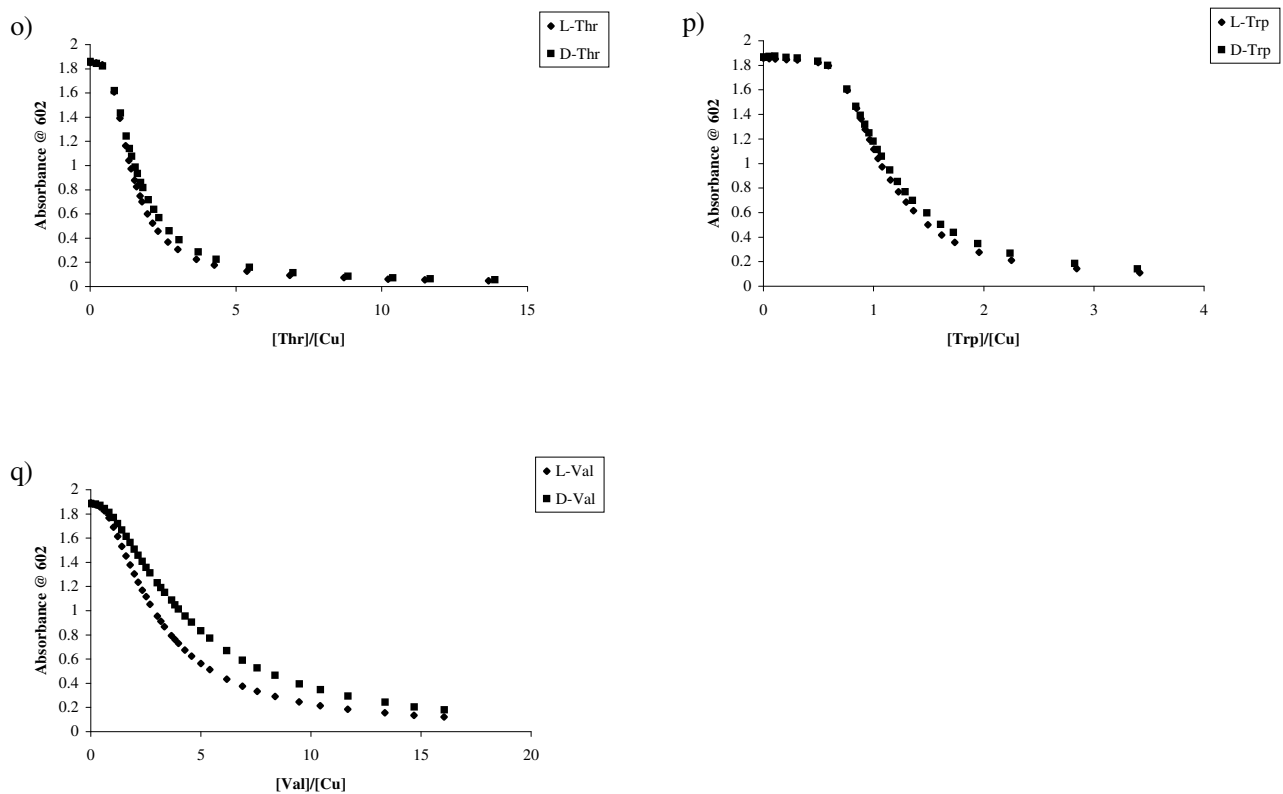 o)
L-Thr
D-Thr
2
1.8
1.6
1.4
1.2
1
0.8
0.6
0.4
0.2
0
Absorbance @ 602
0 5 10 15
[Thr]/[Cu]
p)
L-Trp
D-Trp
2
1.8
1.6
1.4
1.2
1
0.8
0.6
0.4
0.2
0
Absorbance @ 602
0 1 2 3 4
[Trp]/[Cu]
q)
L-Val
D-Val
2
1.8
1.6
1.4
1.2
1
0.8
0.6
0.4
0.2
0
Absorbance @ 602
0 5 10 15 20
[Val]/[Cu]